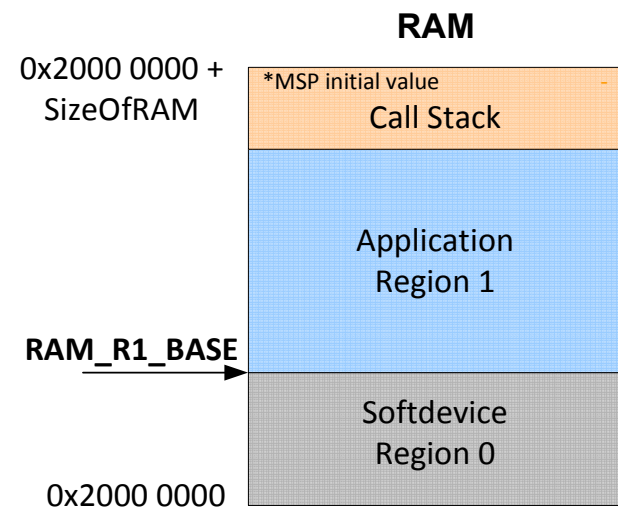 RAM
0x2000 0000 +
SizeOfRAM
*MSP initial value -
Call Stack
Application
Region 1
RAM_R1_BASE
Softdevice
Region 0
0x2000 0000